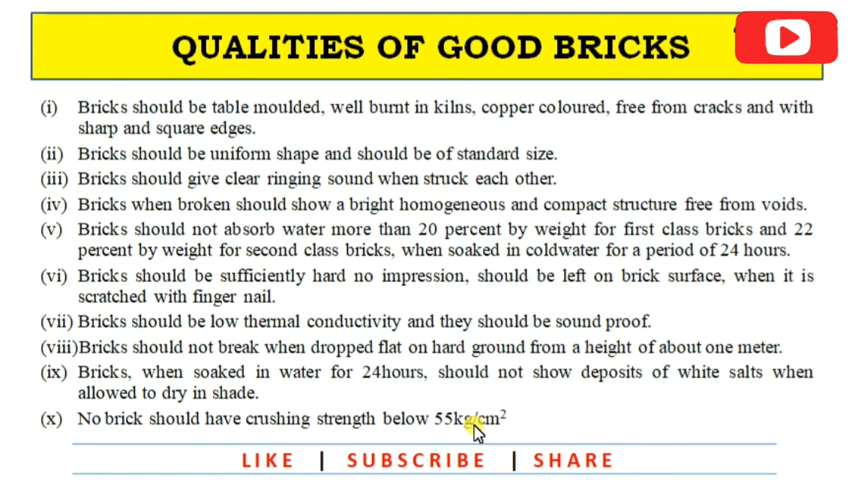 QUALITIES OF GOOD BRICKS
(i) Bricks should be table moulded, well burnt in kilns, copper coloured, free from cracks and with
sharp and square edges.
(ii) Bricks should be uniform shape and should be of standard size.
(iii) Bricks should give clear ringing sound when struck each other.
(iv) Bricks when broken should show a bright homogeneous and compact structure free from voids.
(v) Bricks should not absorb water more than 20 percent by weight for first class bricks and 22
percent by weight for second class bricks, when soaked in coldwater for a period of 24 hours.
(vi) Bricks should be sufficiently hard no impression, should be left on brick surface, when it is
scratched with finger nail.
(vii) Bricks should be low thermal conductivity and they should be sound proof.
(viii)Bricks should not break when dropped flat on hard ground from a height of about one meter.
(ix) Bricks, when soaked in water for 24hours, should not show deposits of white salts when
allowed to dry in shade.
(x) No brick should have crushing strength below 55kg/cm²
LIKE | SUBSCRIBE | SHARE